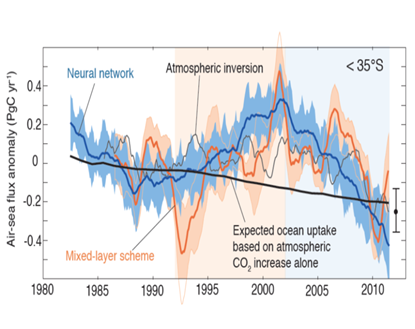 < 35°S
Neural network
Atmospheric inversion
Air-sea flux anomaly (PgC yr⁻¹)
0.4
0.2
0
-0.2
-0.4
Mixed-layer scheme
Expected ocean uptake
based on atmospheric
CO₂ increase alone
1980
1985
1990
1995
2000
2005
2010